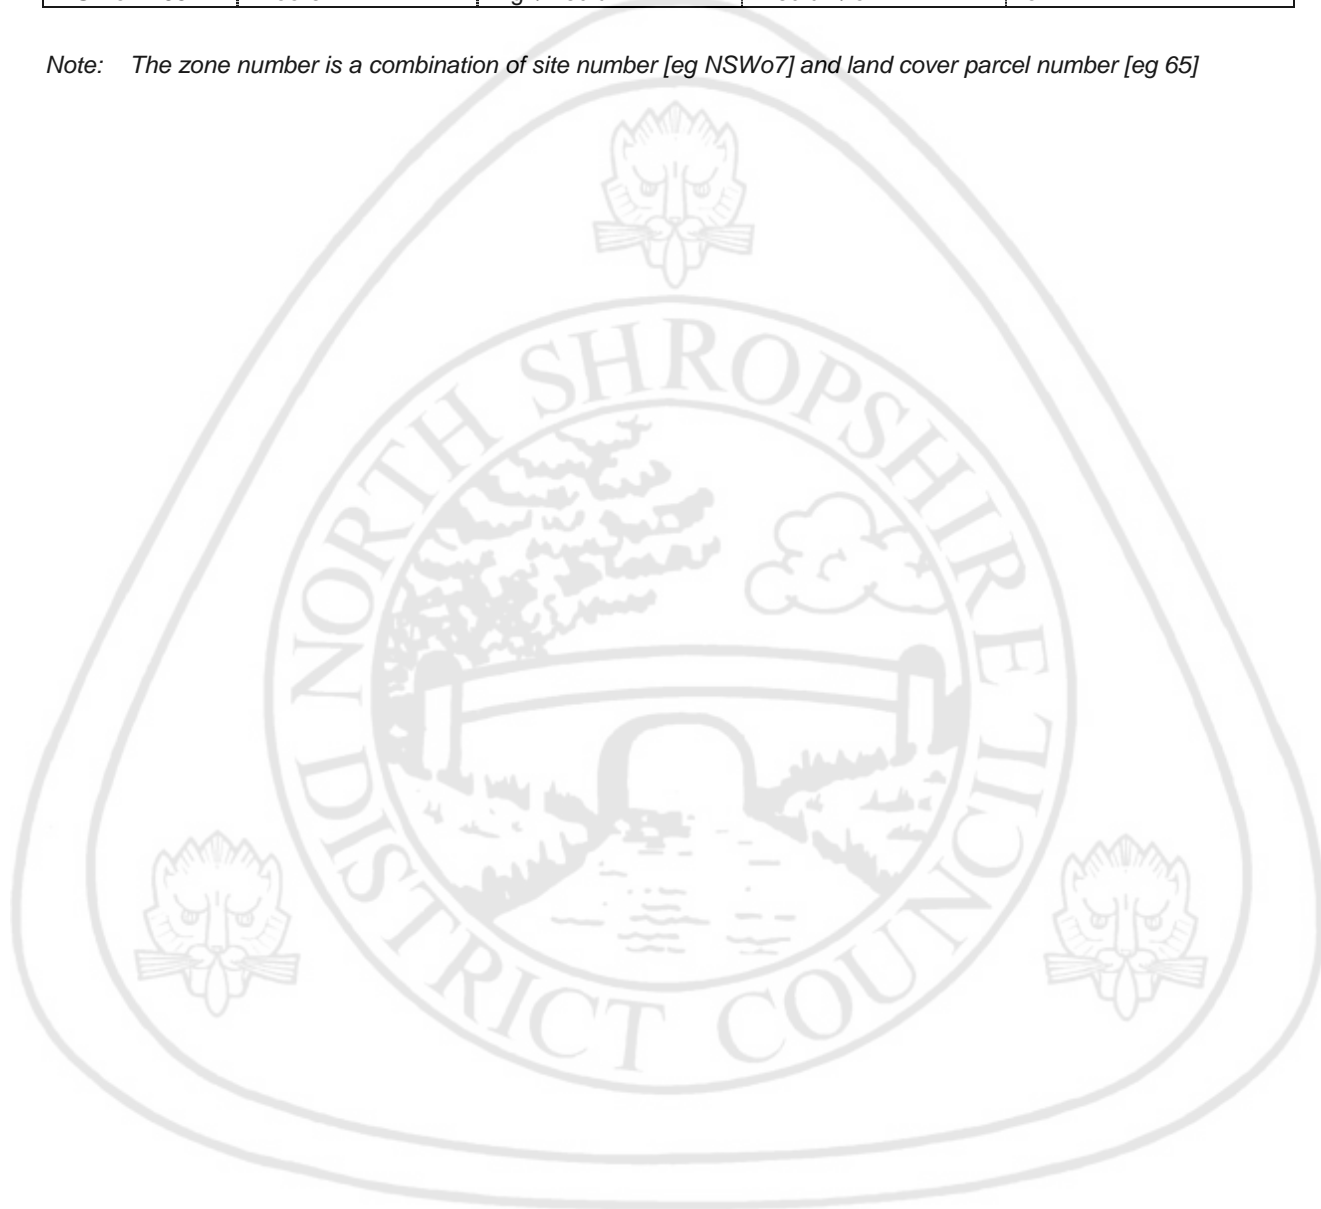 Note: The zone number is a combination of site number [eg NSWo7] and land cover parcel number [eg 65]
NORTH SHROPSHIRE
DISTRICT COUNCIL